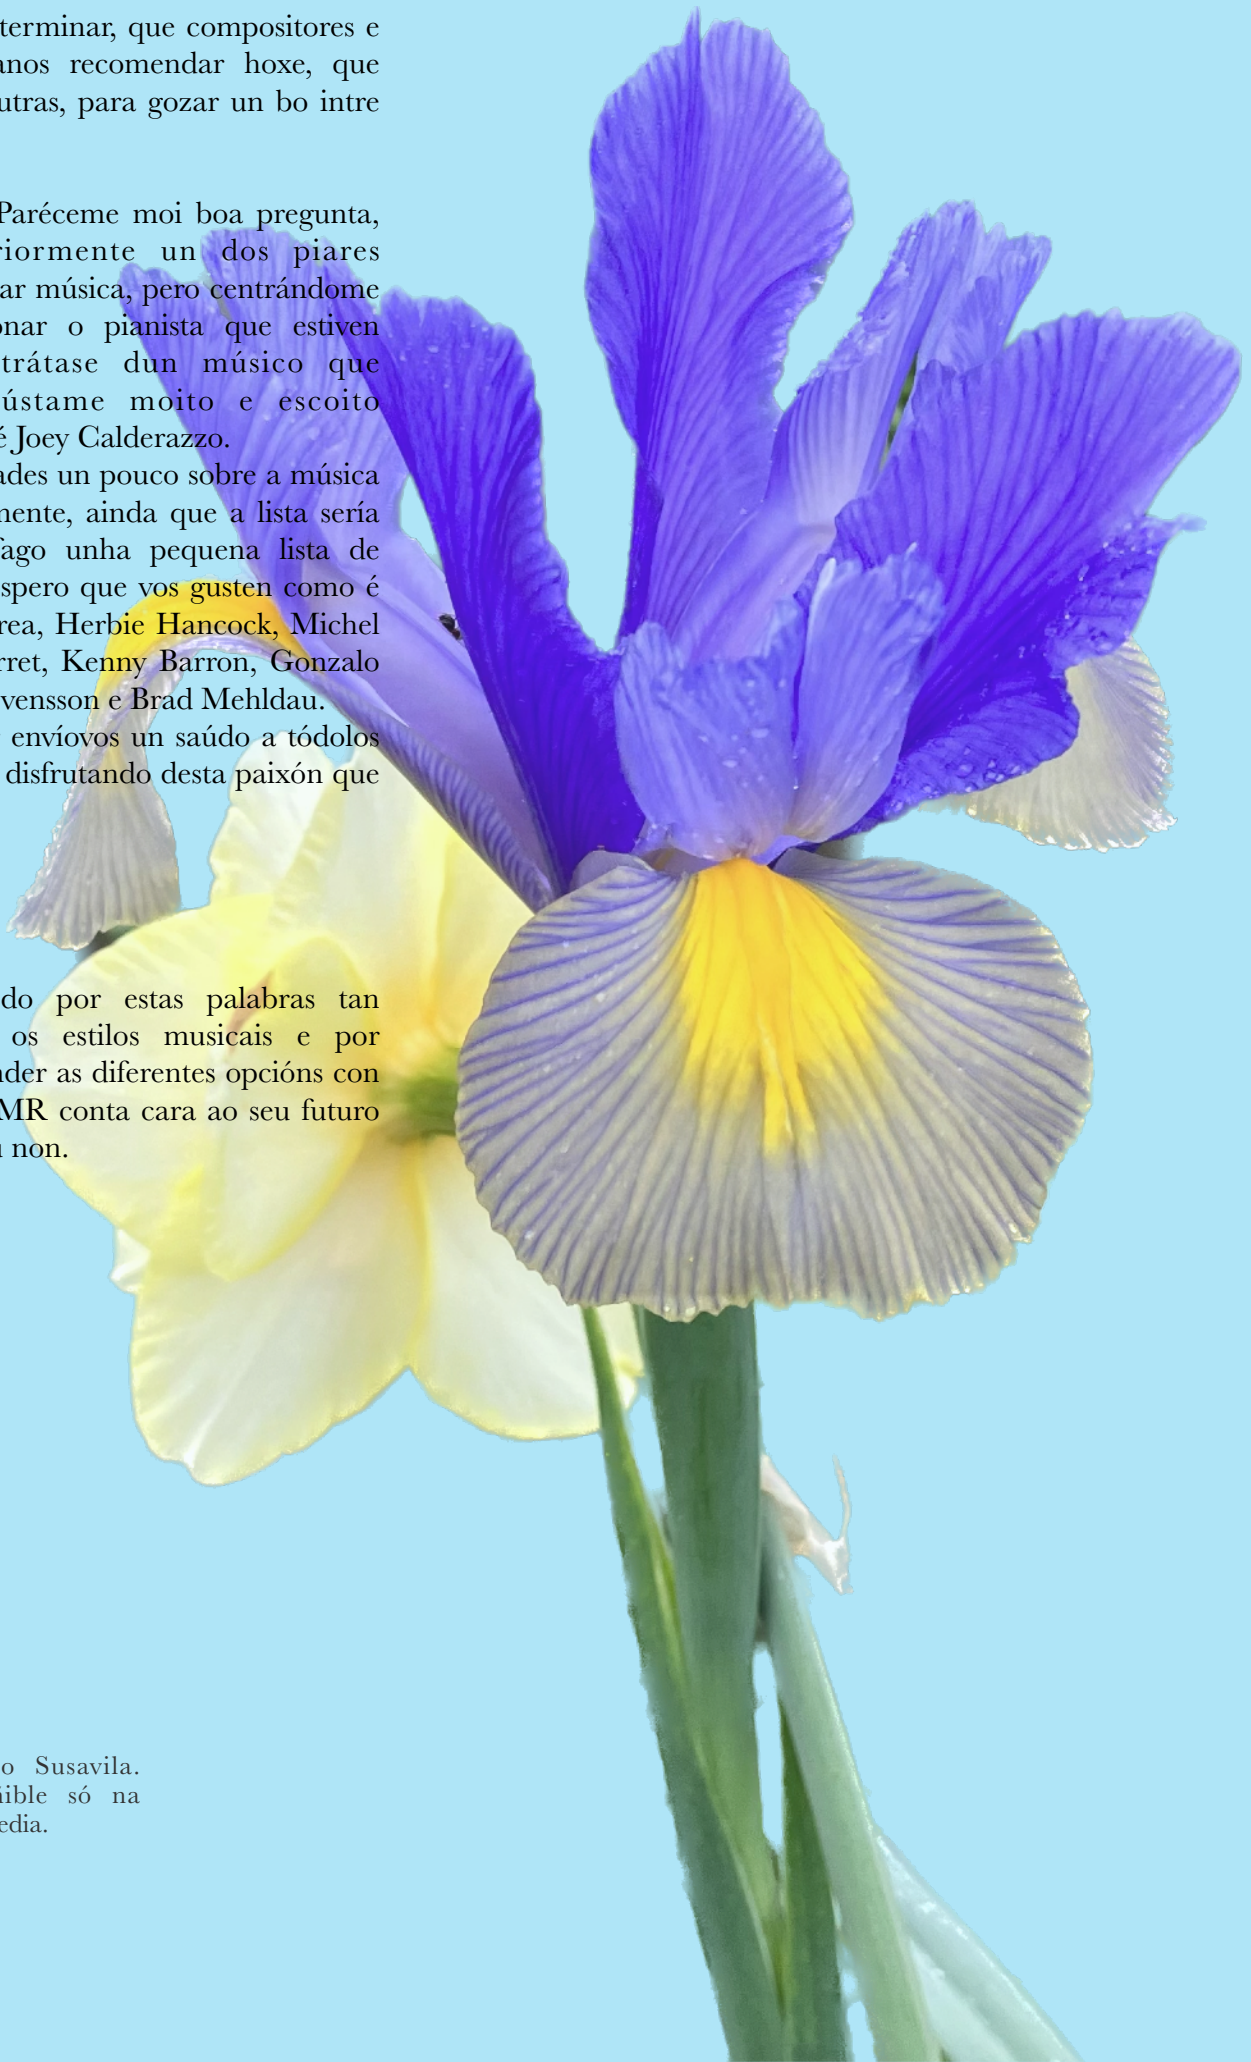 terminar, que compositores e
anos recomendar hoxe, que
utras, para gozar un bo intre
Paréceme moi boa pregunta,
riormente un dos piares
ar música, pero centrándome
onar o pianista que estiven
trátase dun músico que
ústame moito e escoito
é Joey Calderazzo.
ades un pouco sobre a música
mente, ainda que a lista sería
fago unha pequena lista de
spero que vos gusten como é
rea, Herbie Hancock, Michel
rret, Kenny Barron, Gonzalo
vensson e Brad Mehldau.
envíovos un saúdo a tódolos
disfrutando desta paixón que
do por estas palabras tan
os estilos musicais e por
nder as diferentes opcións con
MR conta cara ao seu futuro
u non.
o Susavila.
ible só na
edia.